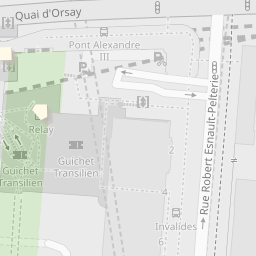 Quai d'Orsay
Pont Alexandre
III
P
P
Relay
Guichet
Transilien
Guichet
Transilien
2
4
6
Invalides
Rue Robert Esnault-Pelterie